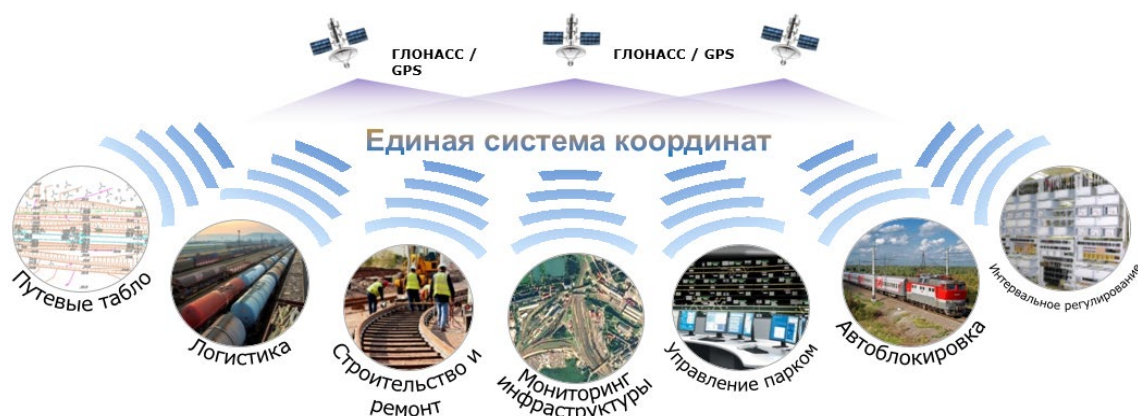 ГЛОНАСС /
GPS
ГЛОНАСС / GPS
Единая система координат
Путевые табло
Логистика
Строительство и
ремонт
Мониторинг
инфраструктуры
Управление парком
Автоблокировка
Интервальное регулирование